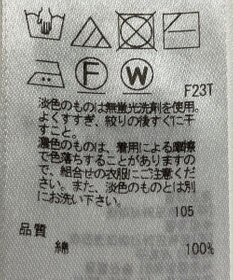 F
W
F23T
淡色のものは無蛍光洗剤を使用。
よくすすぎ、絞りの後すぐに干
すこと。
濃色のものは、着用による摩擦
で色落ちすることがありますの
で、組合せの衣服にご注意くださ
い。また、淡色のものとは別
にお洗い下さい。
105
品質
綿 100%